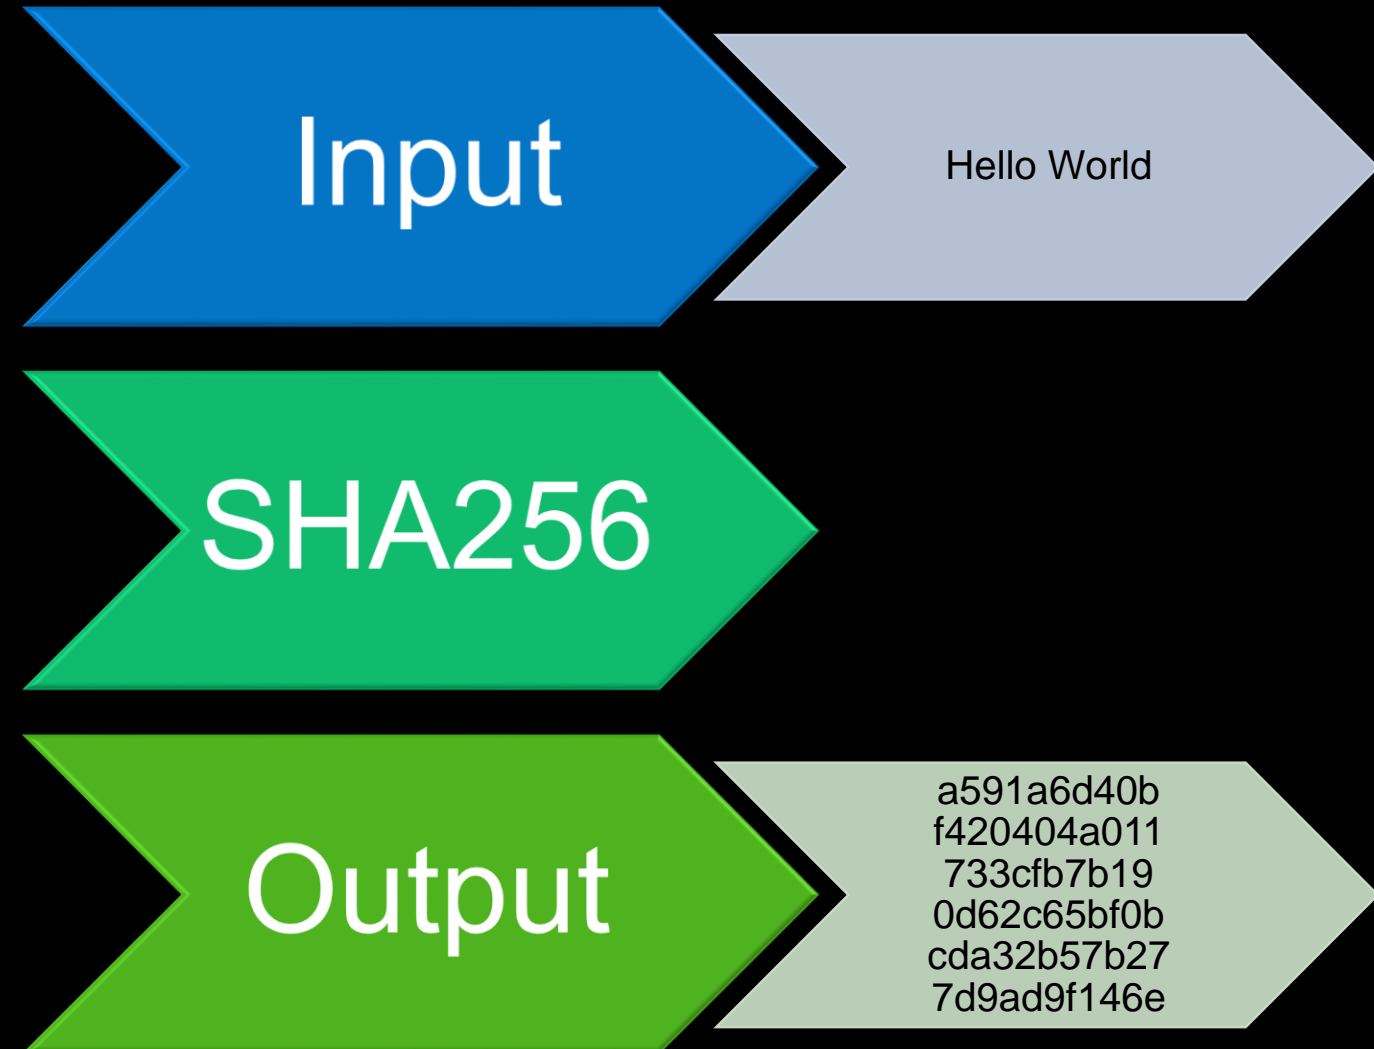 Input
Hello World
SHA256
Output
a591a6d40b
f420404a011
733cfb7b19
0d62c65bf0b
cda32b57b27
7d9ad9f146e